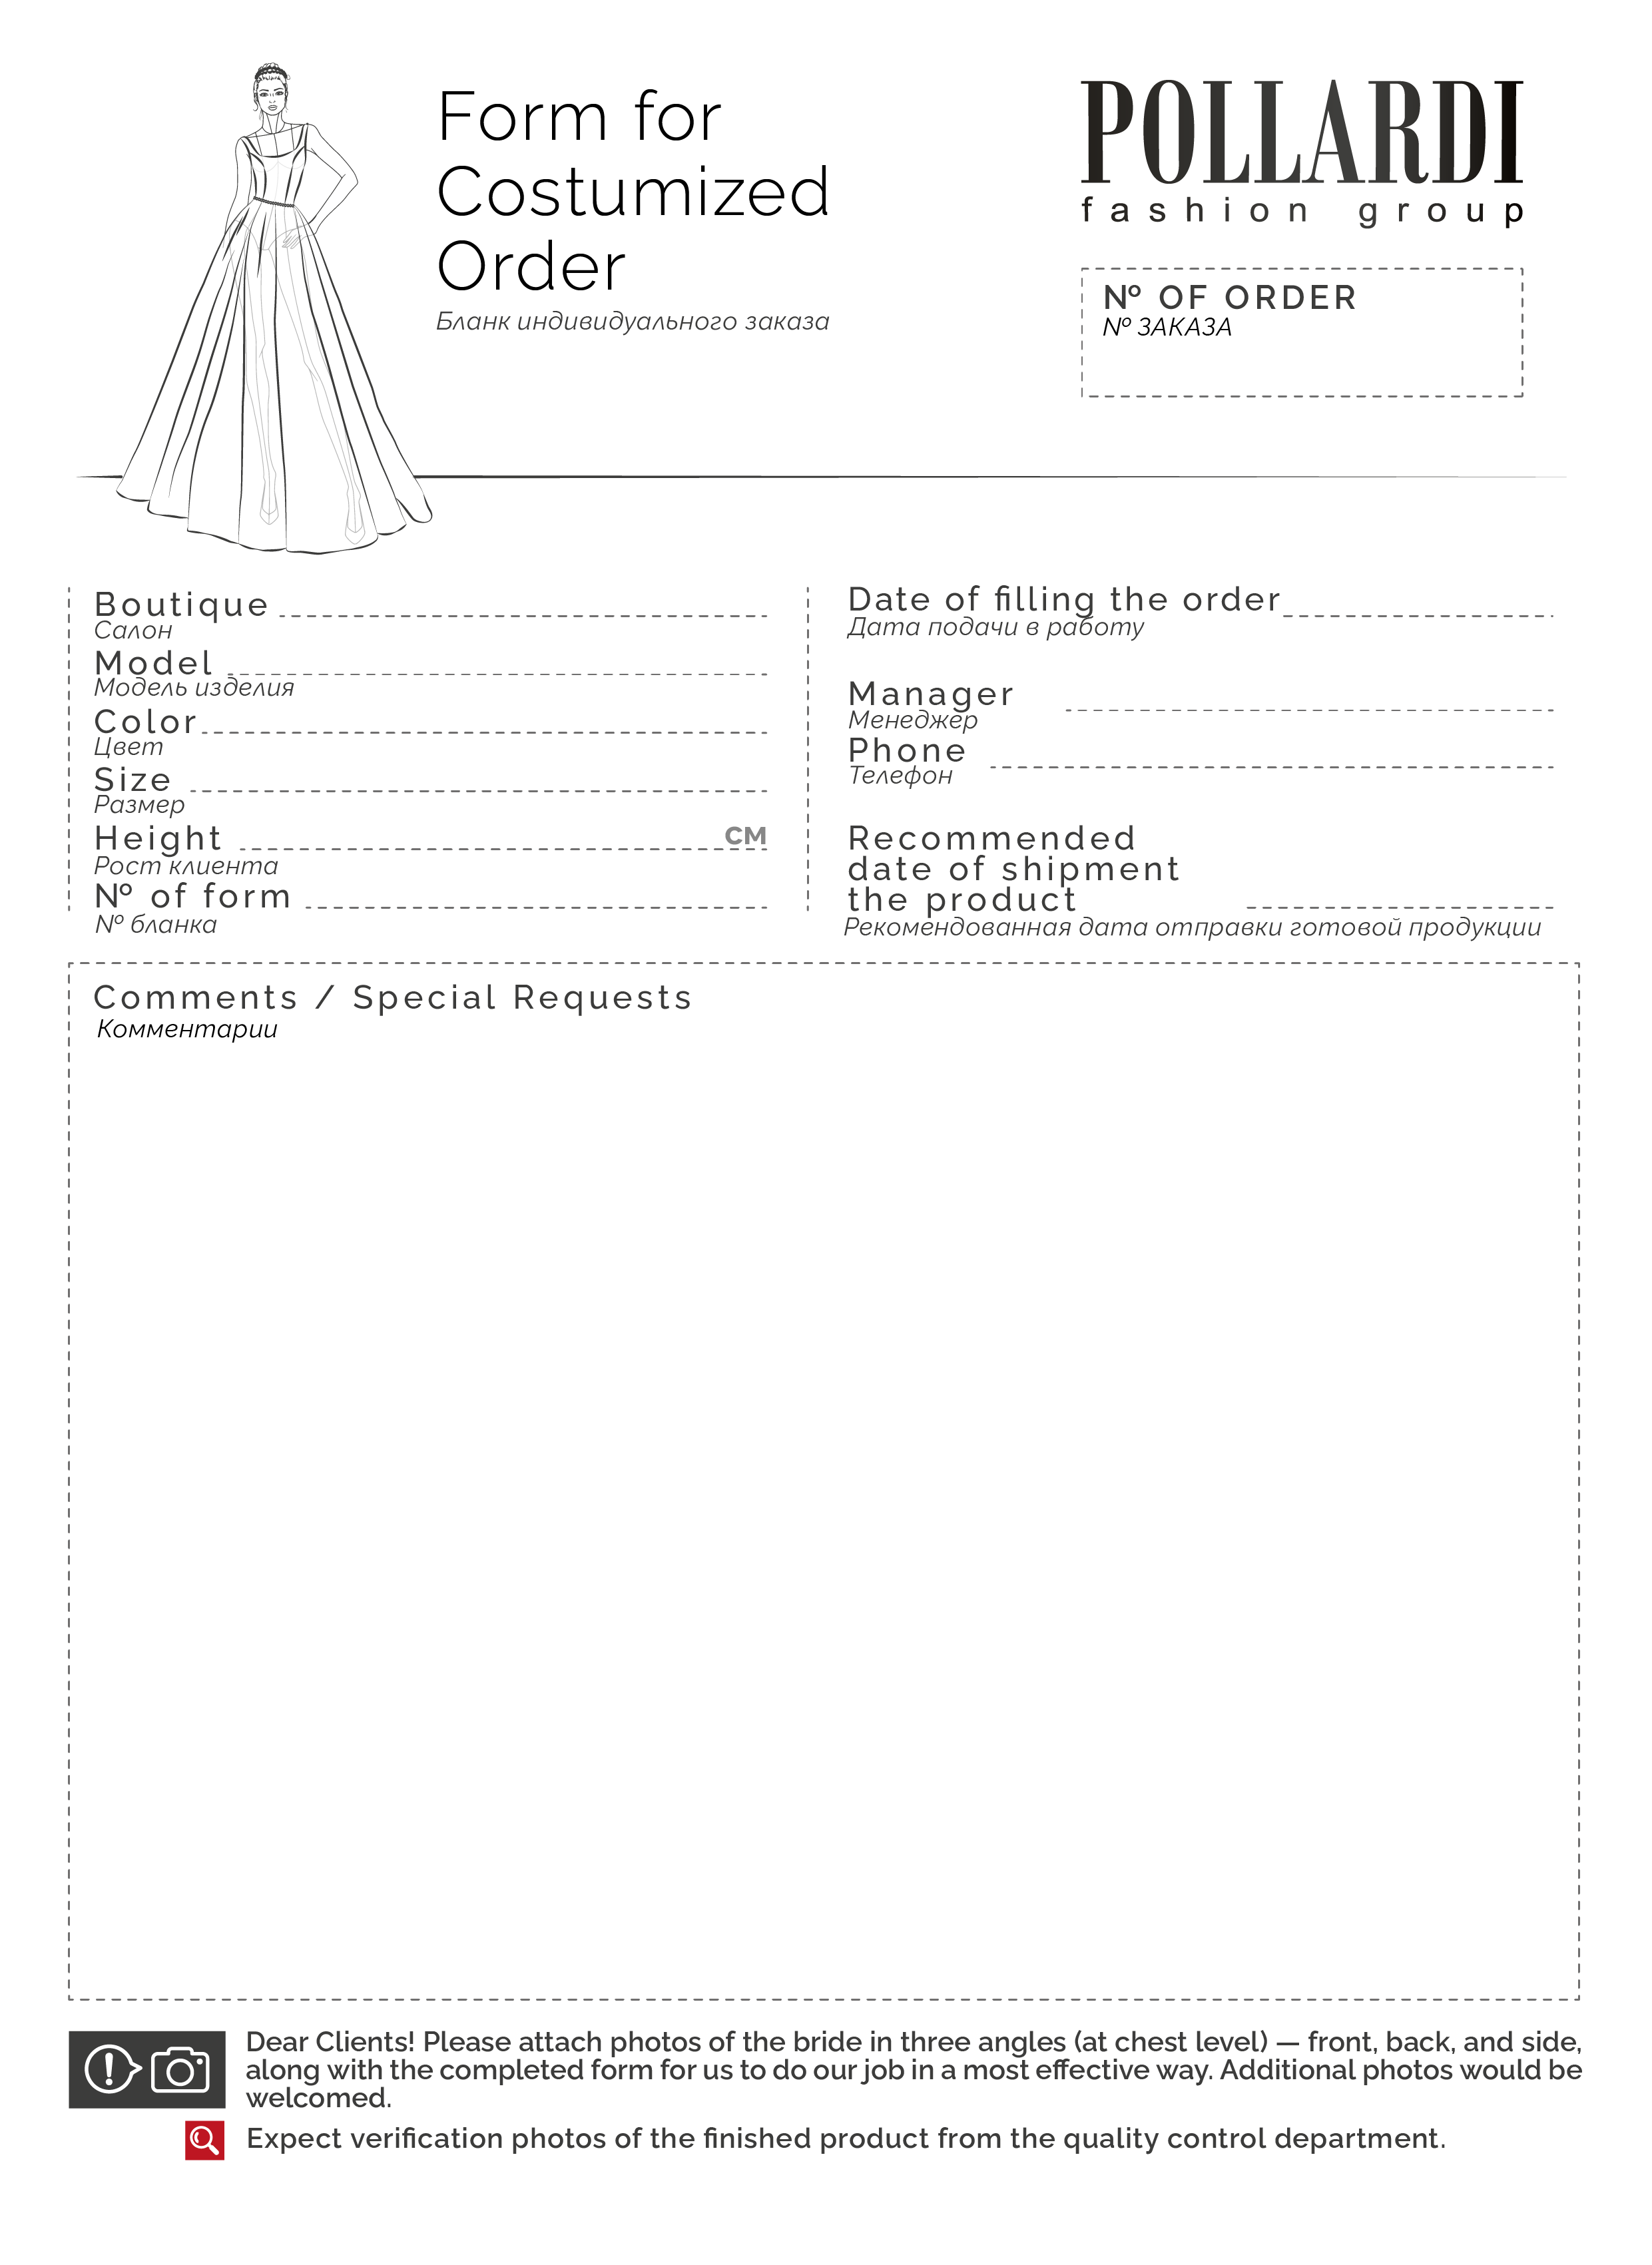 Form for
Costumized
Order
Бланк индивидуального заказа
POLLARDI
fashion group
Nº OF ORDER
Nº ЗАКАЗА
Boutique
Салон
Model
Модель изделия
Color
Цвет
Size
Размер
Height
см
Рост клиента
Nº of form
Nº бланка
Date of filling the order
Дата подачи в работу
Manager
Менеджер
Phone
Телефон
Recommended
date of shipment
the product
Рекомендованная дата отправки готовой продукции
Comments / Special Requests
Комментарии
Dear Clients! Please attach photos of the bride in three angles (at chest level) — front, back, and side,
along with the completed form for us to do our job in a most effective way. Additional photos would be
welcomed.
Expect verification photos of the finished product from the quality control department.